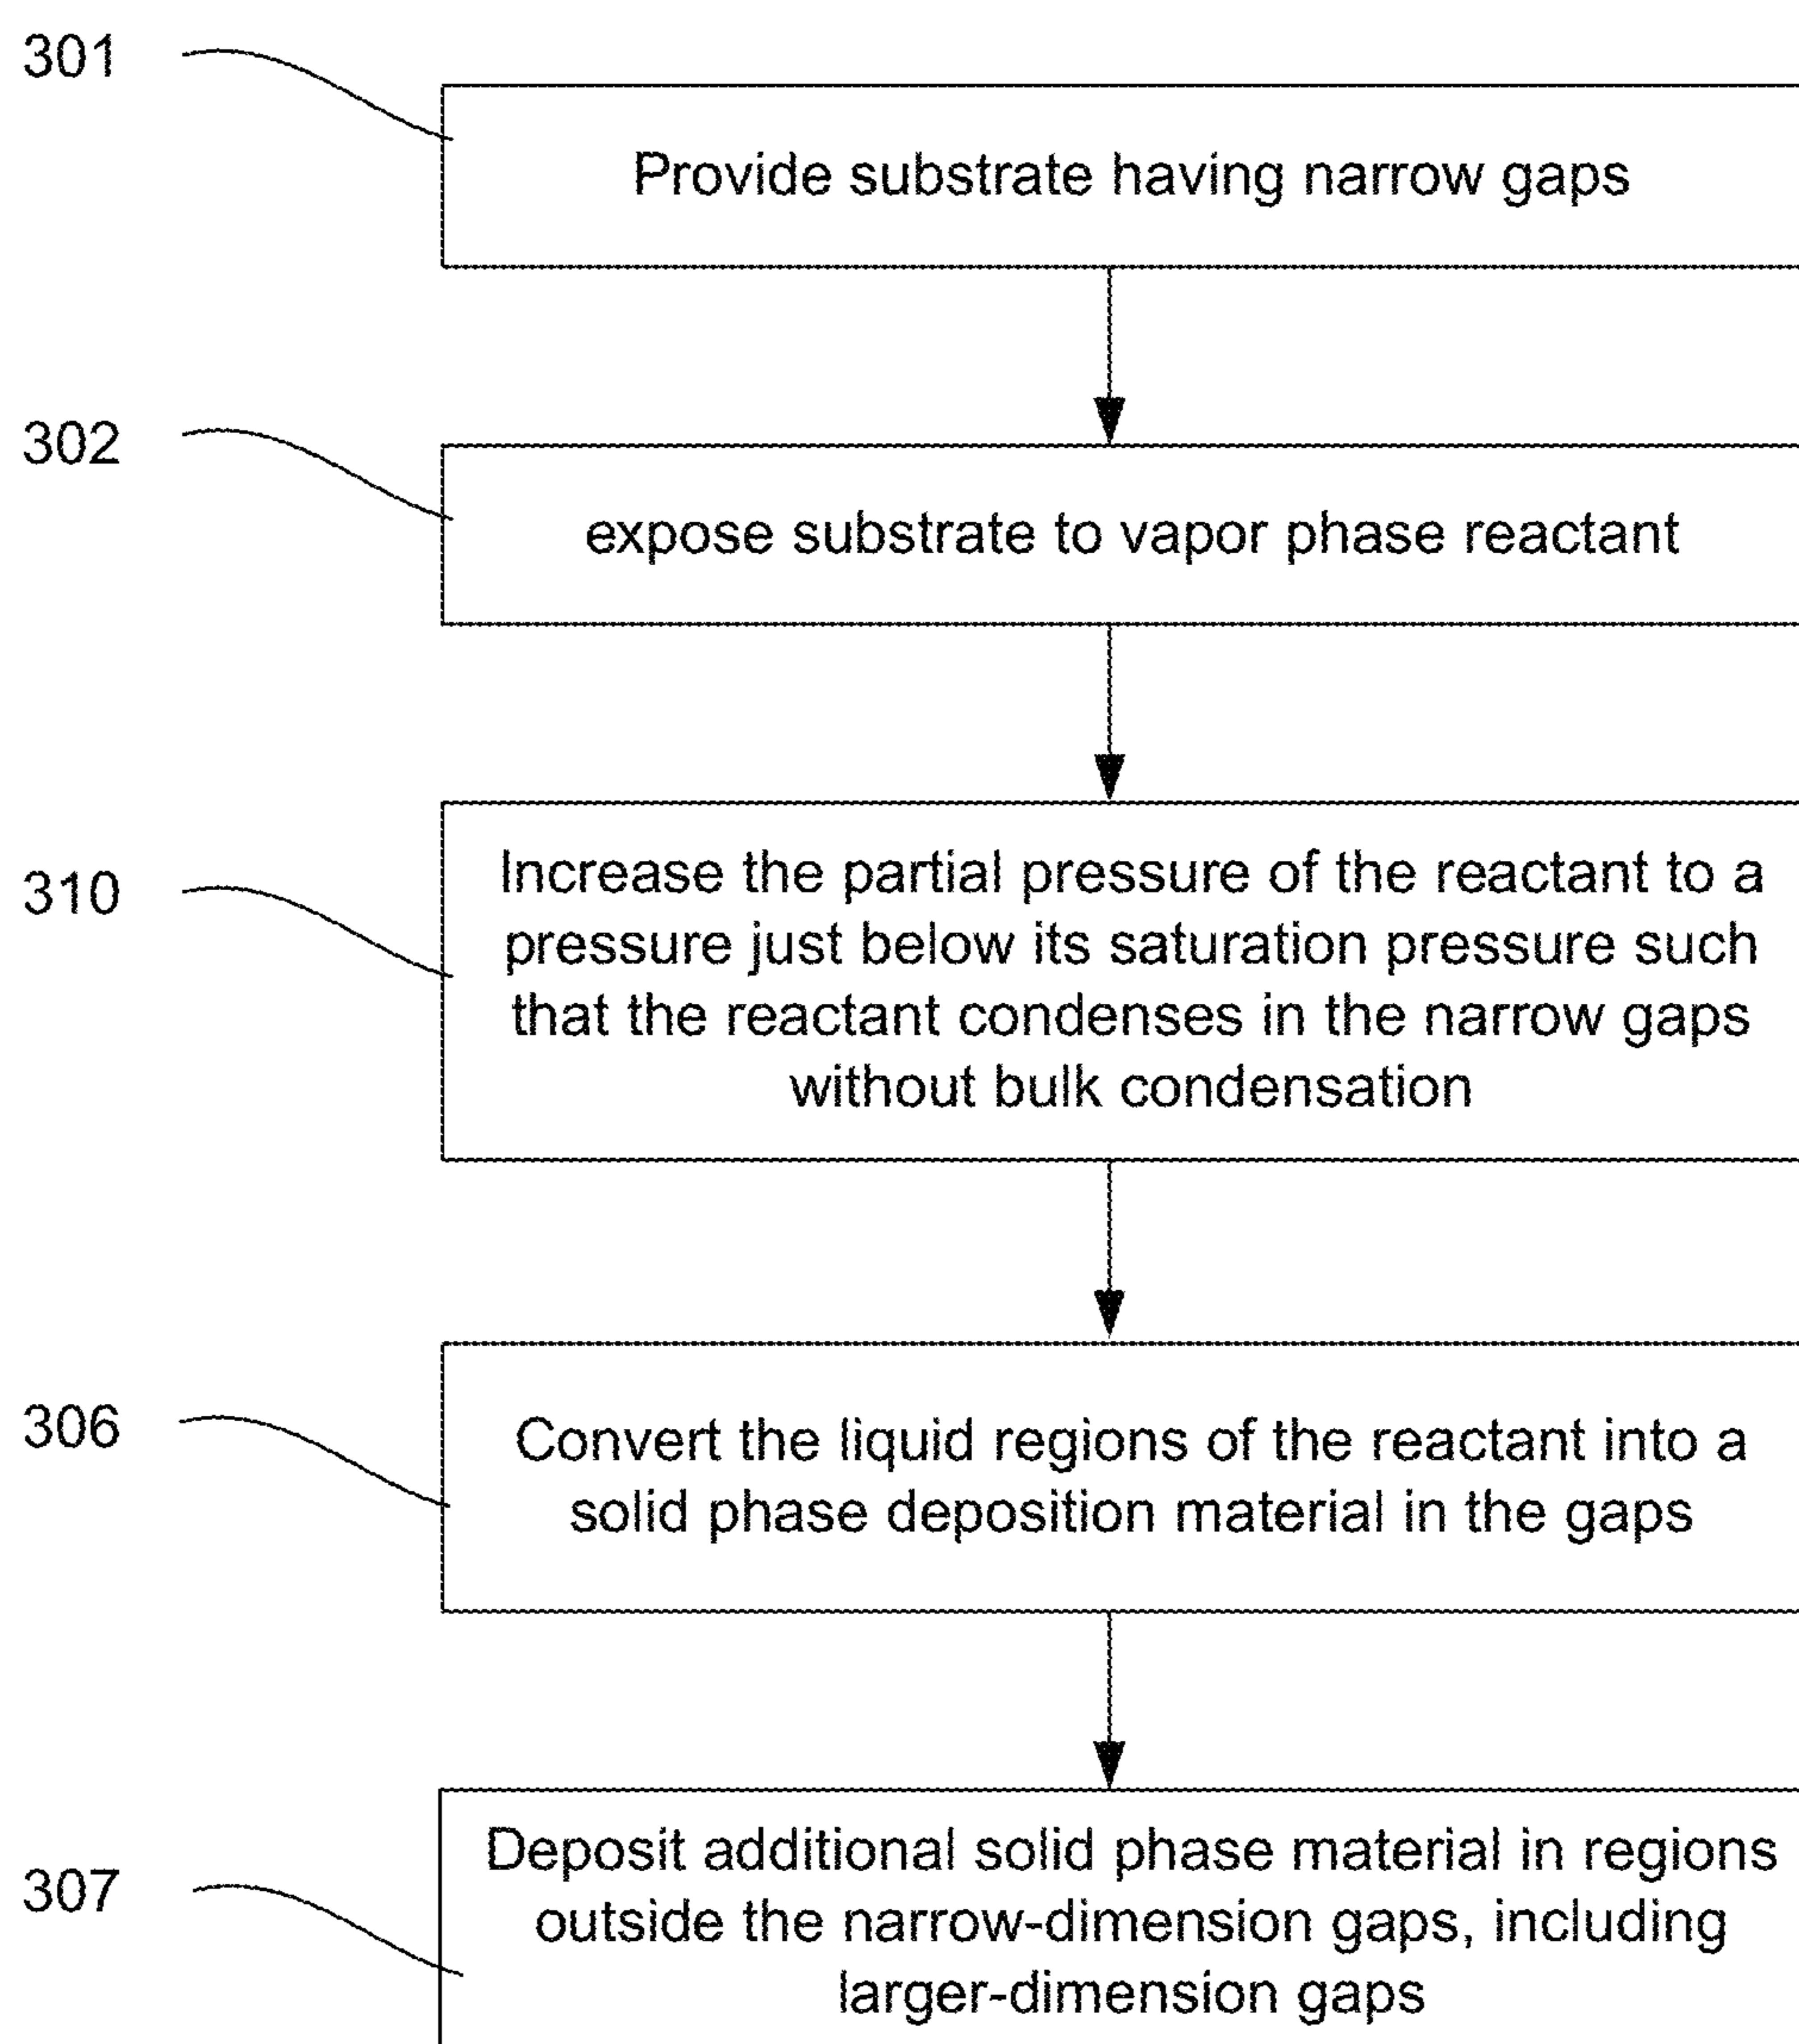 301
Provide substrate having narrow gaps
302
expose substrate to vapor phase reactant
310
Increase the partial pressure of the reactant to a
pressure just below its saturation pressure such
that the reactant condenses in the narrow gaps
without bulk condensation
306
Convert the liquid regions of the reactant into a
solid phase deposition material in the gaps
307
Deposit additional solid phase material in regions
outside the narrow-dimension gaps, including
larger-dimension gaps